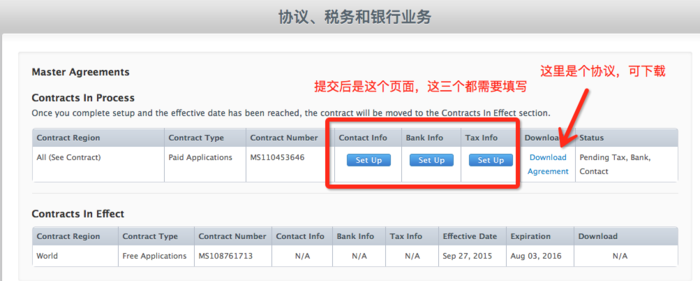 协议、税务和银行业务
Master Agreements
提交后是这个页面，这三个都需要填写
这里是个协议，可下载
Contracts In Process
Once you complete setup and the effective date has been reached, the contract will be moved to the Contracts In Effect section.
Contract Region Contract Type Contract Number Contact Info Bank Info Tax Info Download Status
All (See Contract) Paid Applications MS110453646 Set Up Set Up Set Up Download Pending Tax, Bank,
Agreement Contact
Contracts In Effect
Contract Region Contract Type Contract Number Contact Info Bank Info Tax Info Effective Date Expiration Download
World Free Applications MS108761713 N/A N/A N/A Sep 27, 2015 Aug 03, 2016 N/A